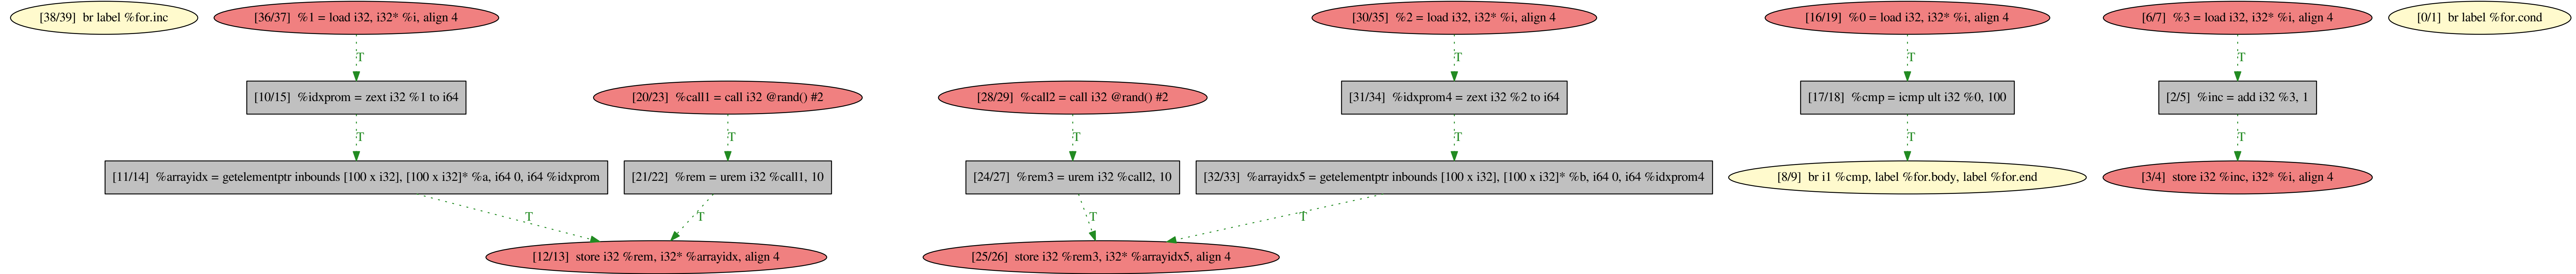 [38/39] br label %for.inc
[36/37] %1 = load i32, i32* %i, align 4
[30/35] %2 = load i32, i32* %i, align 4
[16/19] %0 = load i32, i32* %i, align 4
[6/7] %3 = load i32, i32* %i, align 4
[0/1] br label %for.cond
T
T
T
T
[10/15] %idxprom = zext i32 %1 to i64
[20/23] %call1 = call i32 @rand() #2
[28/29] %call2 = call i32 @rand() #2
[31/34] %idxprom4 = zext i32 %2 to i64
[17/18] %cmp = icmp ult i32 %0, 100
[2/5] %inc = add i32 %3, 1
T
T
T
T
T
T
[11/14] %arrayidx = getelementptr inbounds [100 x i32], [100 x i32]* %a, i64 0, i64 %idxprom
[21/22] %rem = urem i32 %call1, 10
[24/27] %rem3 = urem i32 %call2, 10
[32/33] %arrayidx5 = getelementptr inbounds [100 x i32], [100 x i32]* %b, i64 0, i64 %idxprom4
[8/9] br i1 %cmp, label %for.body, label %for.end
[3/4] store i32 %inc, i32* %i, align 4
T
T
T
T
[12/13] store i32 %rem, i32* %arrayidx, align 4
[25/26] store i32 %rem3, i32* %arrayidx5, align 4